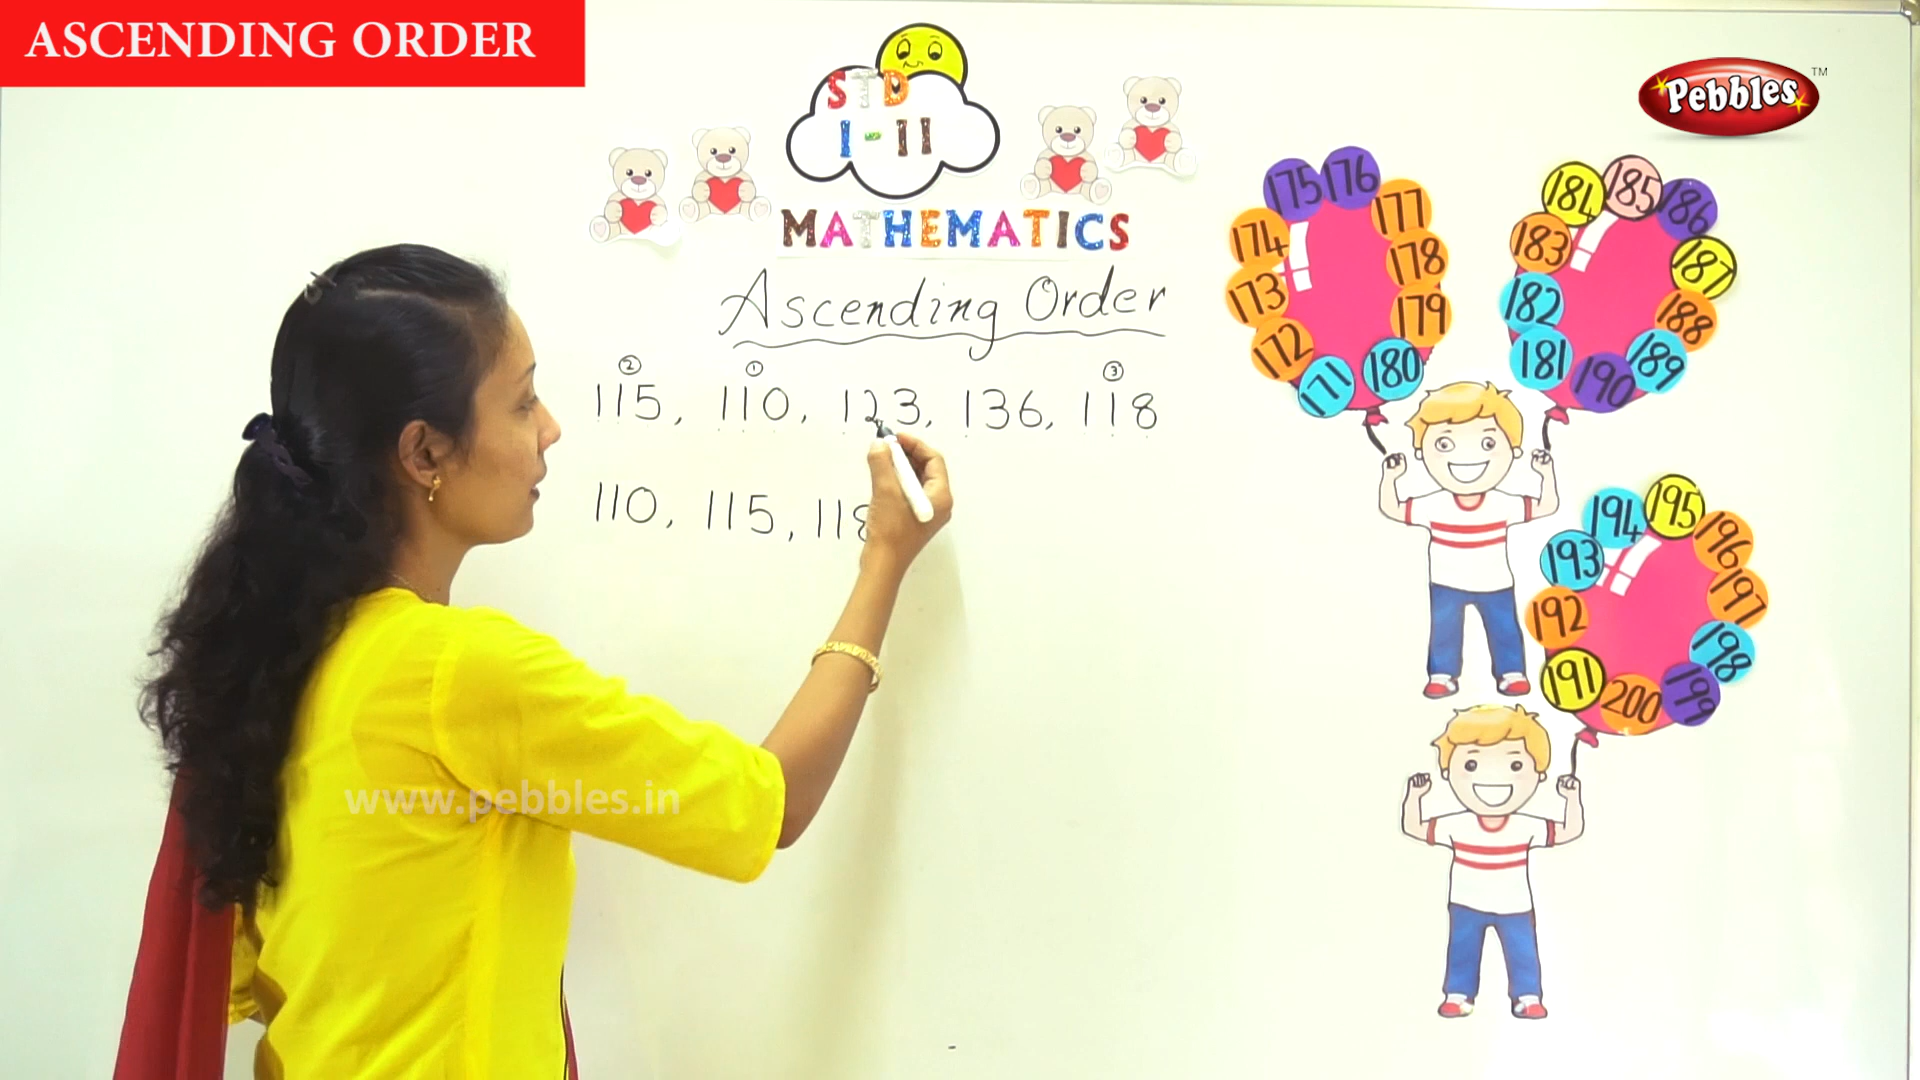 ASCENDING ORDER
STD
I-II
MATHEMATICS
Pebbles TM
Ascending Order
2 1 3
115, 110, 123, 136, 118
110, 115, 118
171 172 173 174 175 176 177 178 179 180
181 182 183 184 185 186 187 188 189 190
191 192 193 194 195 196 197 198 199 200
www.pebbles.in